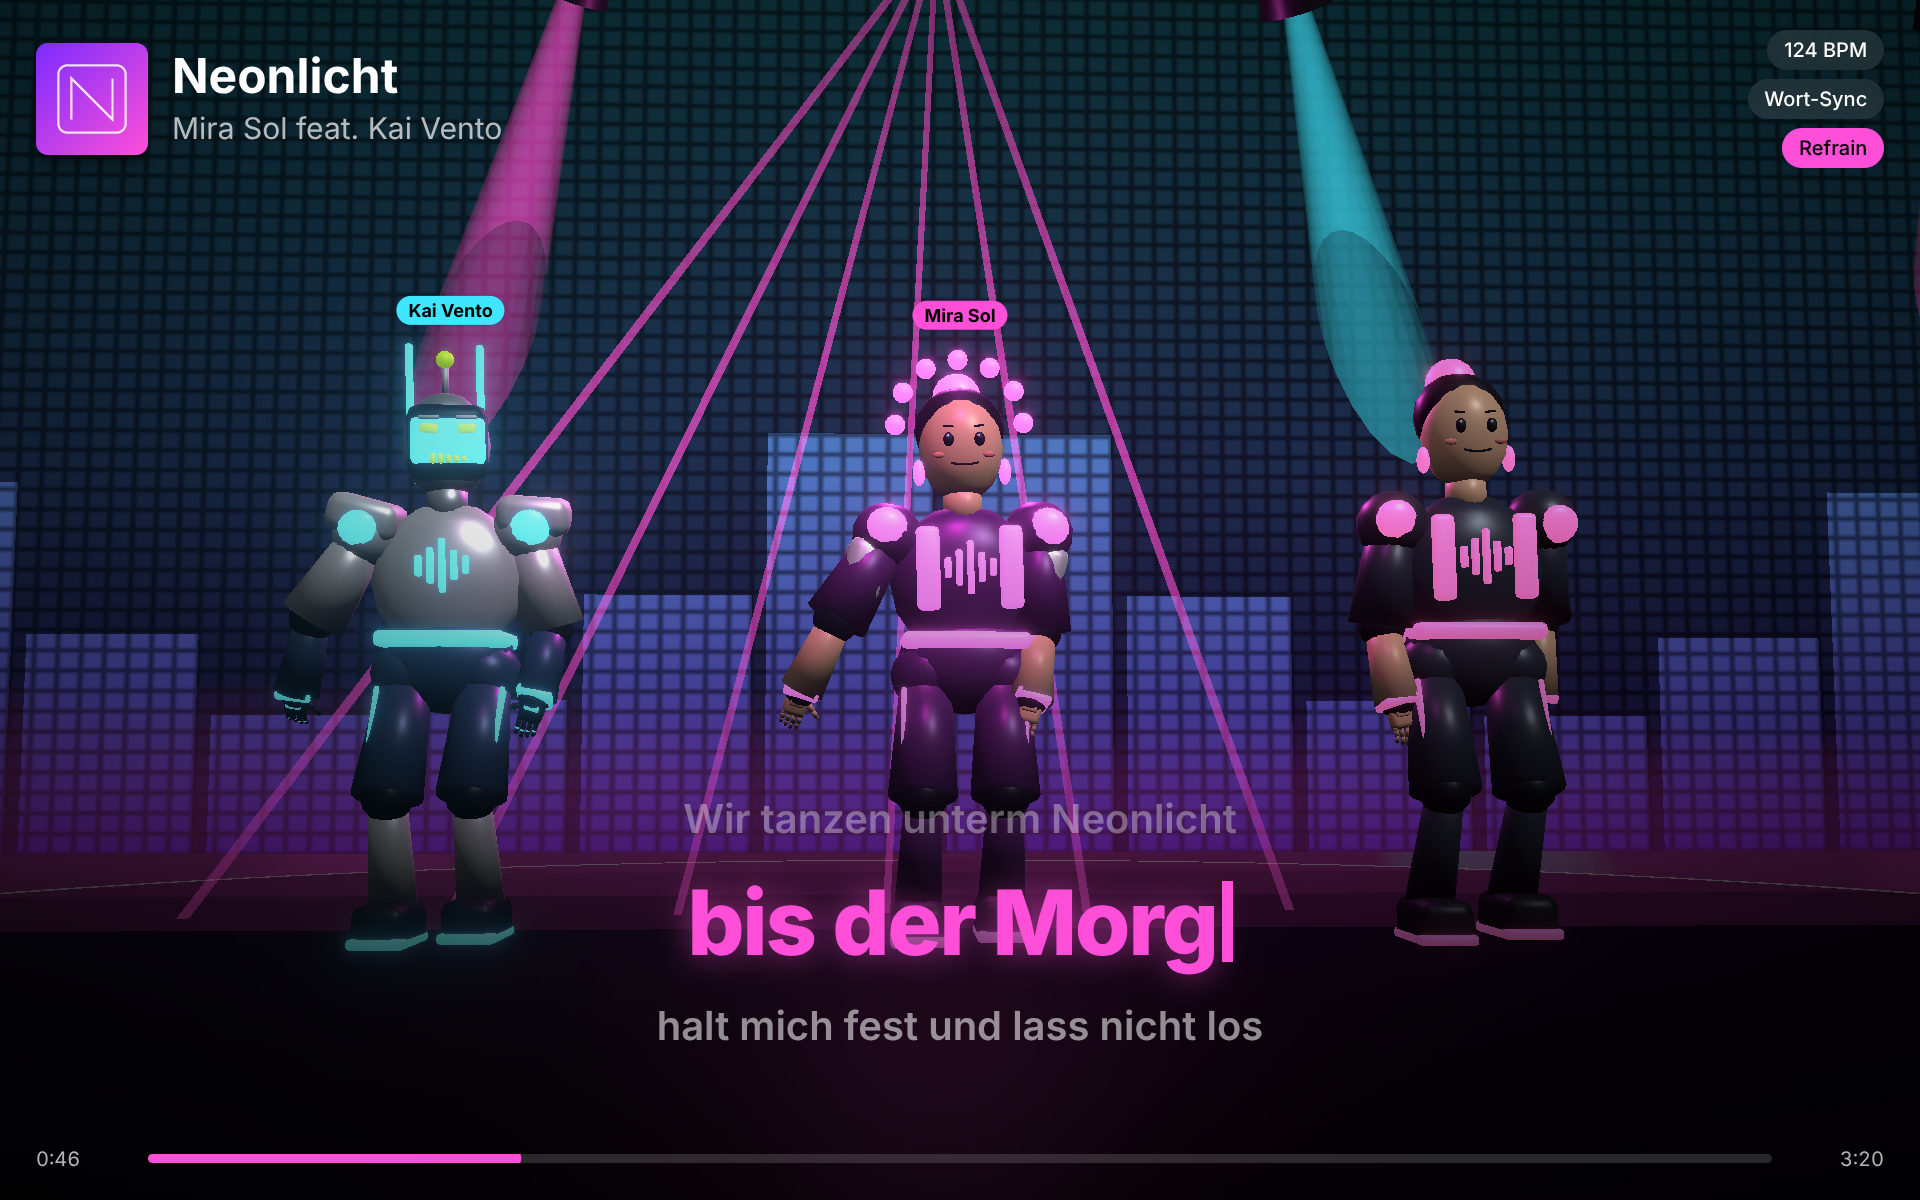 N
Neonlicht
Mira Sol feat. Kai Vento
124 BPM
Wort-Sync
Refrain
Kai Vento
Mira Sol
Wir tanzen unterm Neonlicht
bis der Morg
halt mich fest und lass nicht los
0:46
3:20